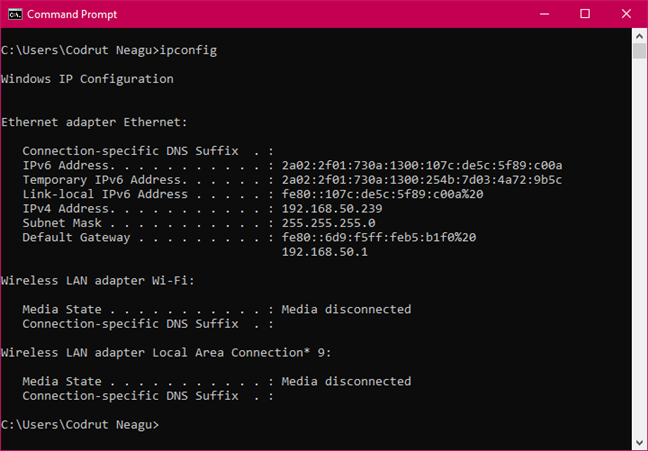 Command Prompt
C:\Users\Codrut Neagu>ipconfig
Windows IP Configuration
Ethernet adapter Ethernet:
   Connection-specific DNS Suffix  . :
   IPv6 Address. . . . . . . . . . . : 2a02:2f01:730a:1300:107c:de5c:5f89:c00a
   Temporary IPv6 Address. . . . . . : 2a02:2f01:730a:1300:254b:7d03:4a72:9b5c
   Link-local IPv6 Address . . . . . : fe80::107c:de5c:5f89:c00a%20
   IPv4 Address. . . . . . . . . . . : 192.168.50.239
   Subnet Mask . . . . . . . . . . . : 255.255.255.0
   Default Gateway . . . . . . . . . : fe80::6d9:f5ff:feb5:b1f0%20
                                       192.168.50.1
Wireless LAN adapter Wi-Fi:
   Media State . . . . . . . . . . . : Media disconnected
   Connection-specific DNS Suffix  . :
Wireless LAN adapter Local Area Connection* 9:
   Media State . . . . . . . . . . . : Media disconnected
   Connection-specific DNS Suffix  . :
C:\Users\Codrut Neagu>